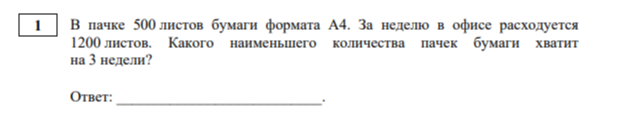 1
В пачке 500 листов бумаги формата А4. За неделю в офисе расходуется
1200 листов. Какого наименьшего количества пачек бумаги хватит
на 3 недели?
Ответ: ___________________________.